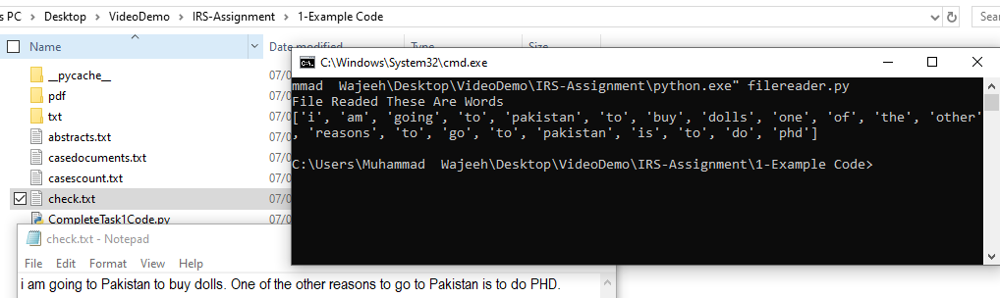 s PC > Desktop > VideoDemo > IRS-Assignment > 1-Example Code
Sear
Name
Date modified
Type
Size
__pycache__
07/0
pdf
07/0
txt
07/0
abstracts.txt
07/0
casedocuments.txt
07/0
casescount.txt
07/0
check.txt
07/0
CompleteTask1Code.py
07/0
C:\Windows\System32\cmd.exe
mmad  Wajeeh\Desktop\VideoDemo\IRS-Assignment\python.exe" filereader.py
File Readed These Are Words
['i', 'am', 'going', 'to', 'pakistan', 'to', 'buy', 'dolls', 'one', 'of', 'the', 'other'
, 'reasons', 'to', 'go', 'to', 'pakistan', 'is', 'to', 'do', 'phd']
C:\Users\Muhammad  Wajeeh\Desktop\VideoDemo\IRS-Assignment\1-Example Code>
check.txt - Notepad
File Edit Format View Help
i am going to Pakistan to buy dolls. One of the other reasons to go to Pakistan is to do PHD.